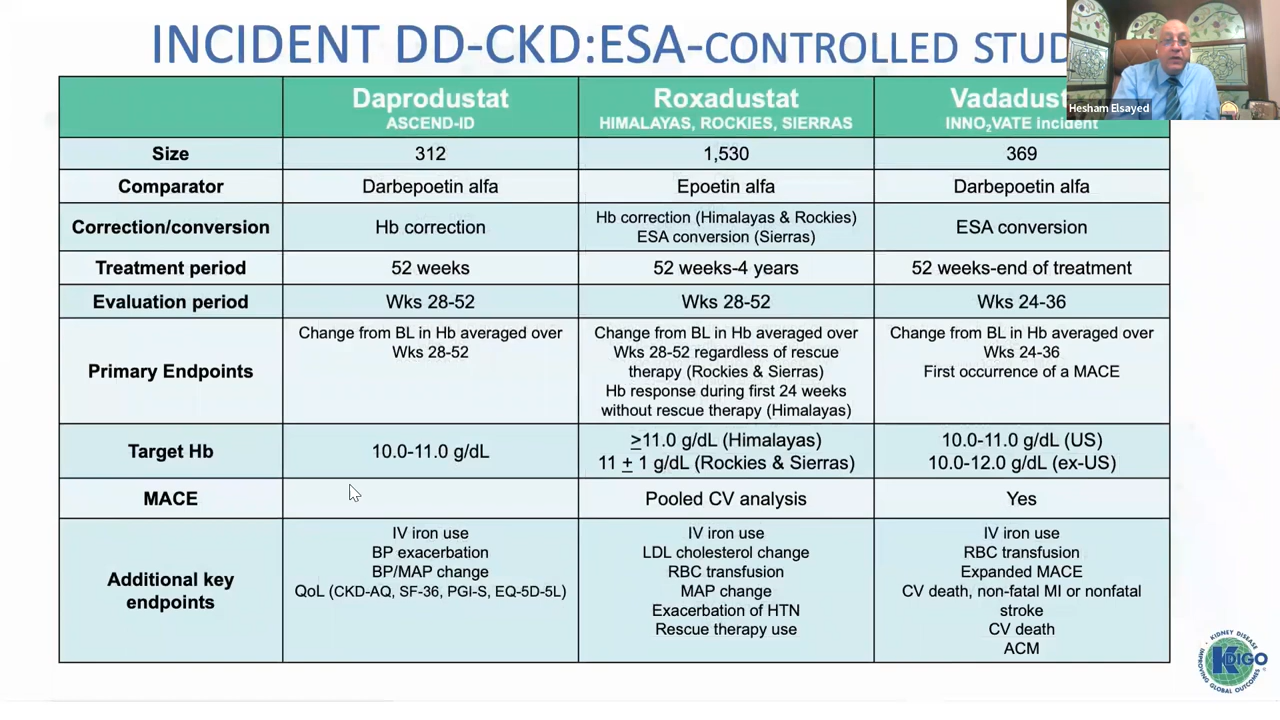 INCIDENT DD-CKD:ESA-CONTROLLED STUD
Hesham Elsayed
Daprodustat
ASCEND-ID
Roxadustat
HIMALAYAS, ROCKIES, SIERRAS
Vadadust
INNO₂VATE incident
Size
312
1,530
369
Comparator
Darbepoetin alfa
Epoetin alfa
Darbepoetin alfa
Correction/conversion
Hb correction
Hb correction (Himalayas & Rockies)
ESA conversion (Sierras)
ESA conversion
Treatment period
52 weeks
52 weeks-4 years
52 weeks-end of treatment
Evaluation period
Wks 28-52
Wks 28-52
Wks 24-36
Primary Endpoints
Change from BL in Hb averaged over
Wks 28-52
Change from BL in Hb averaged over
Wks 28-52 regardless of rescue
therapy (Rockies & Sierras)
Hb response during first 24 weeks
without rescue therapy (Himalayas)
Change from BL in Hb averaged over
Wks 24-36
First occurrence of a MACE
Target Hb
10.0-11.0 g/dL
≥11.0 g/dL (Himalayas)
11 ± 1 g/dL (Rockies & Sierras)
10.0-11.0 g/dL (US)
10.0-12.0 g/dL (ex-US)
MACE
Pooled CV analysis
Yes
Additional key
endpoints
IV iron use
BP exacerbation
BP/MAP change
QoL (CKD-AQ, SF-36, PGI-S, EQ-5D-5L)
IV iron use
LDL cholesterol change
RBC transfusion
MAP change
Exacerbation of HTN
Rescue therapy use
IV iron use
RBC transfusion
Expanded MACE
CV death, non-fatal MI or nonfatal
stroke
CV death
ACM
KIDNEY DISEASE
KDIGO
IMPROVING GLOBAL OUTCOMES